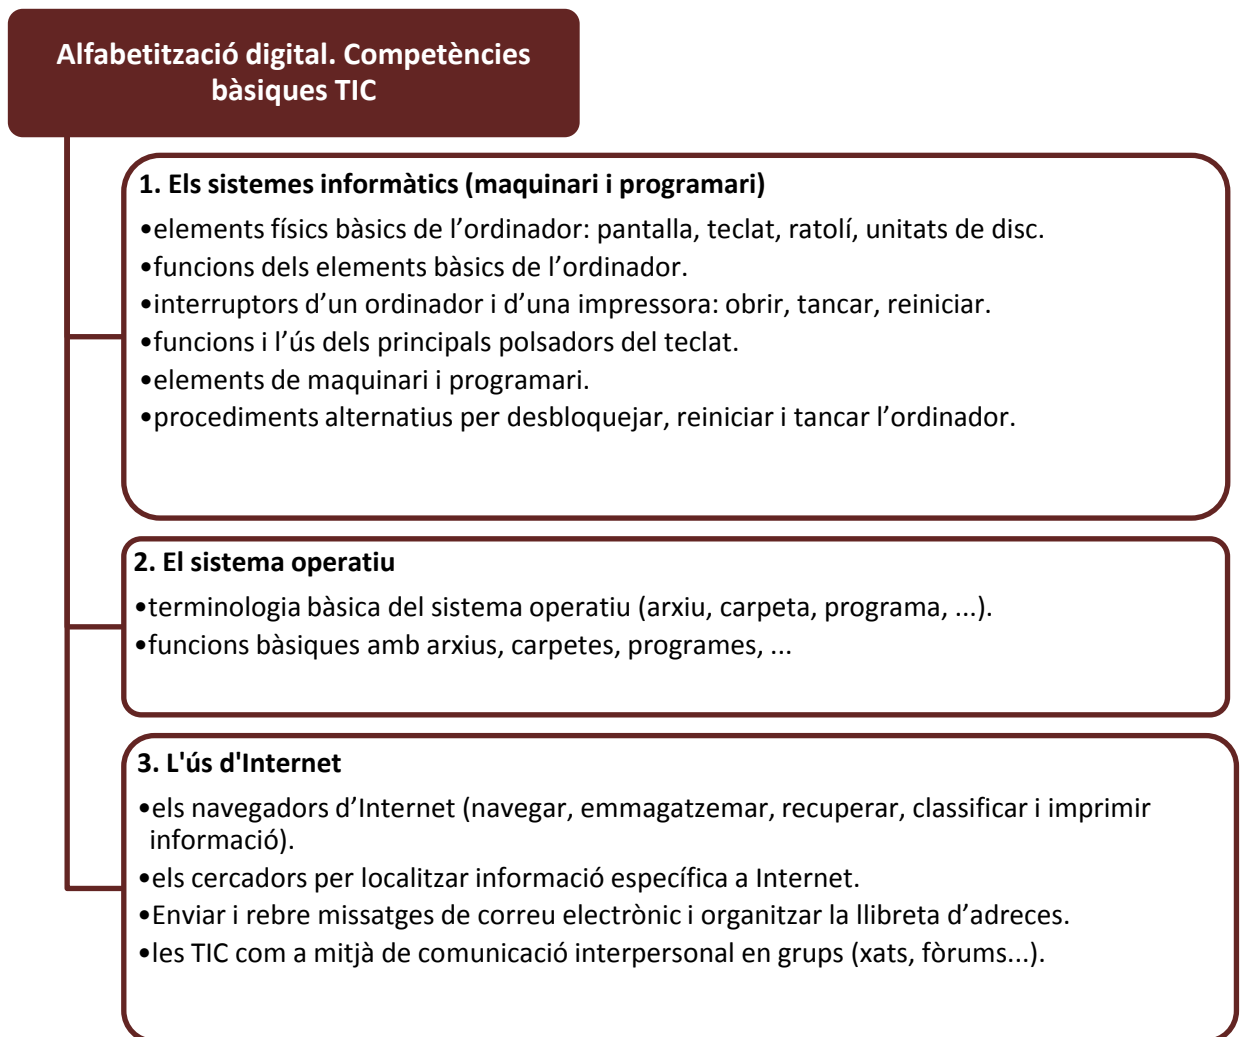 Alfabetització digital. Competències
bàsiques TIC
1. Els sistemes informàtics (maquinari i programari)
•elements físics bàsics de l’ordinador: pantalla, teclat, ratolí, unitats de disc.
•funcions dels elements bàsics de l’ordinador.
•interruptors d’un ordinador i d’una impressora: obrir, tancar, reiniciar.
•funcions i l’ús dels principals polsadors del teclat.
•elements de maquinari i programari.
•procediments alternatius per desbloquejar, reiniciar i tancar l’ordinador.
2. El sistema operatiu
•terminologia bàsica del sistema operatiu (arxiu, carpeta, programa, ...).
•funcions bàsiques amb arxius, carpetes, programes, ...
3. L'ús d'Internet
•els navegadors d’Internet (navegar, emmagatzemar, recuperar, classificar i imprimir
informació).
•els cercadors per localitzar informació específica a Internet.
•Enviar i rebre missatges de correu electrònic i organitzar la llibreta d’adreces.
•les TIC com a mitjà de comunicació interpersonal en grups (xats, fòrums...).